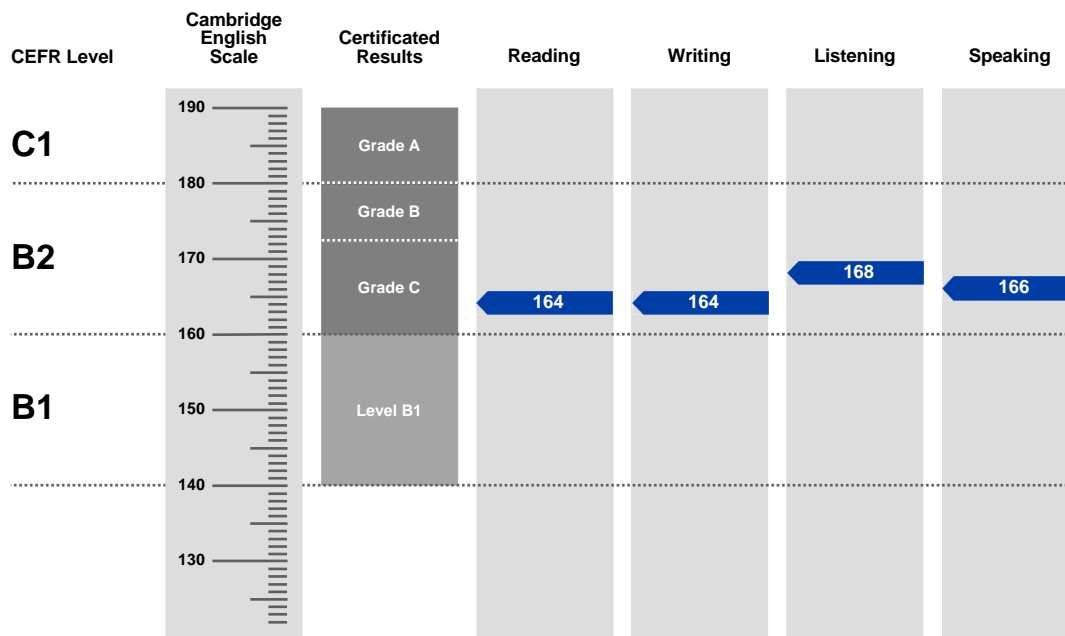 CEFR Level
Cambridge
English
Scale
Certificated
Results
Reading
Writing
Listening
Speaking
190
C1
Grade A
180
Grade B
B2
170
168
Grade C
164
164
166
160
B1
150
Level B1
140
130